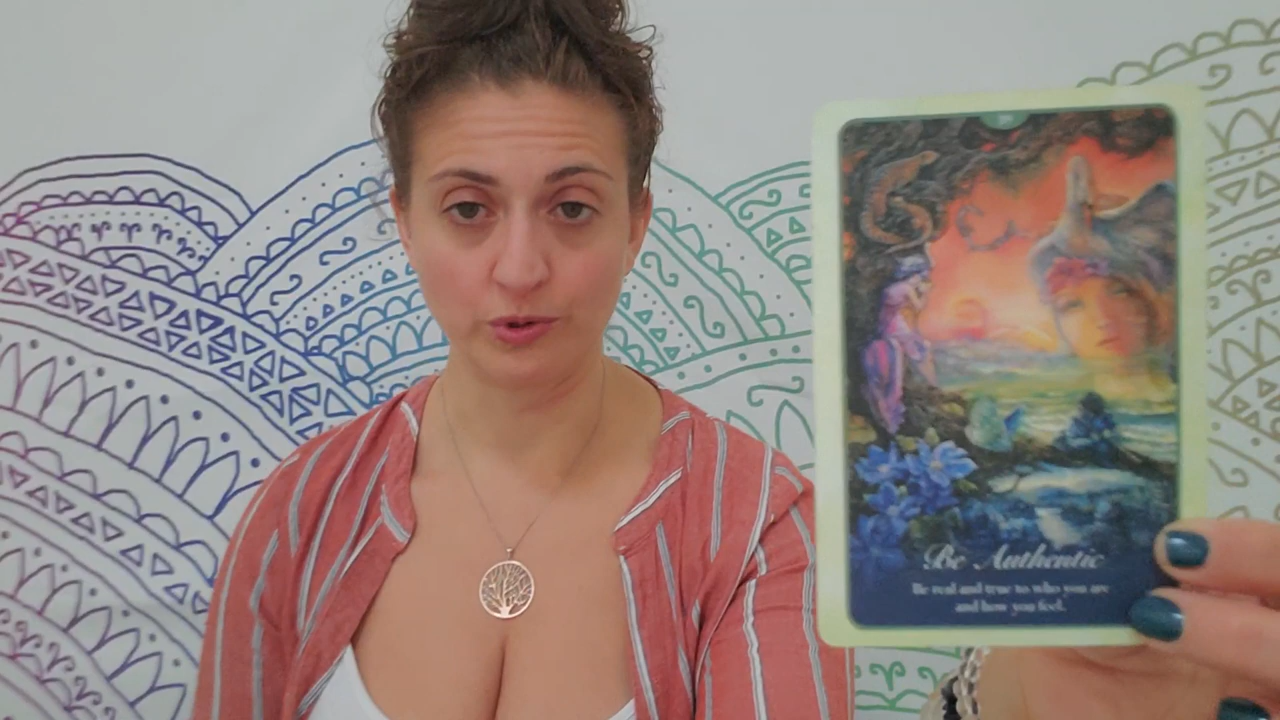 Be Authentic
Be real and true to who you are
and how you feel.